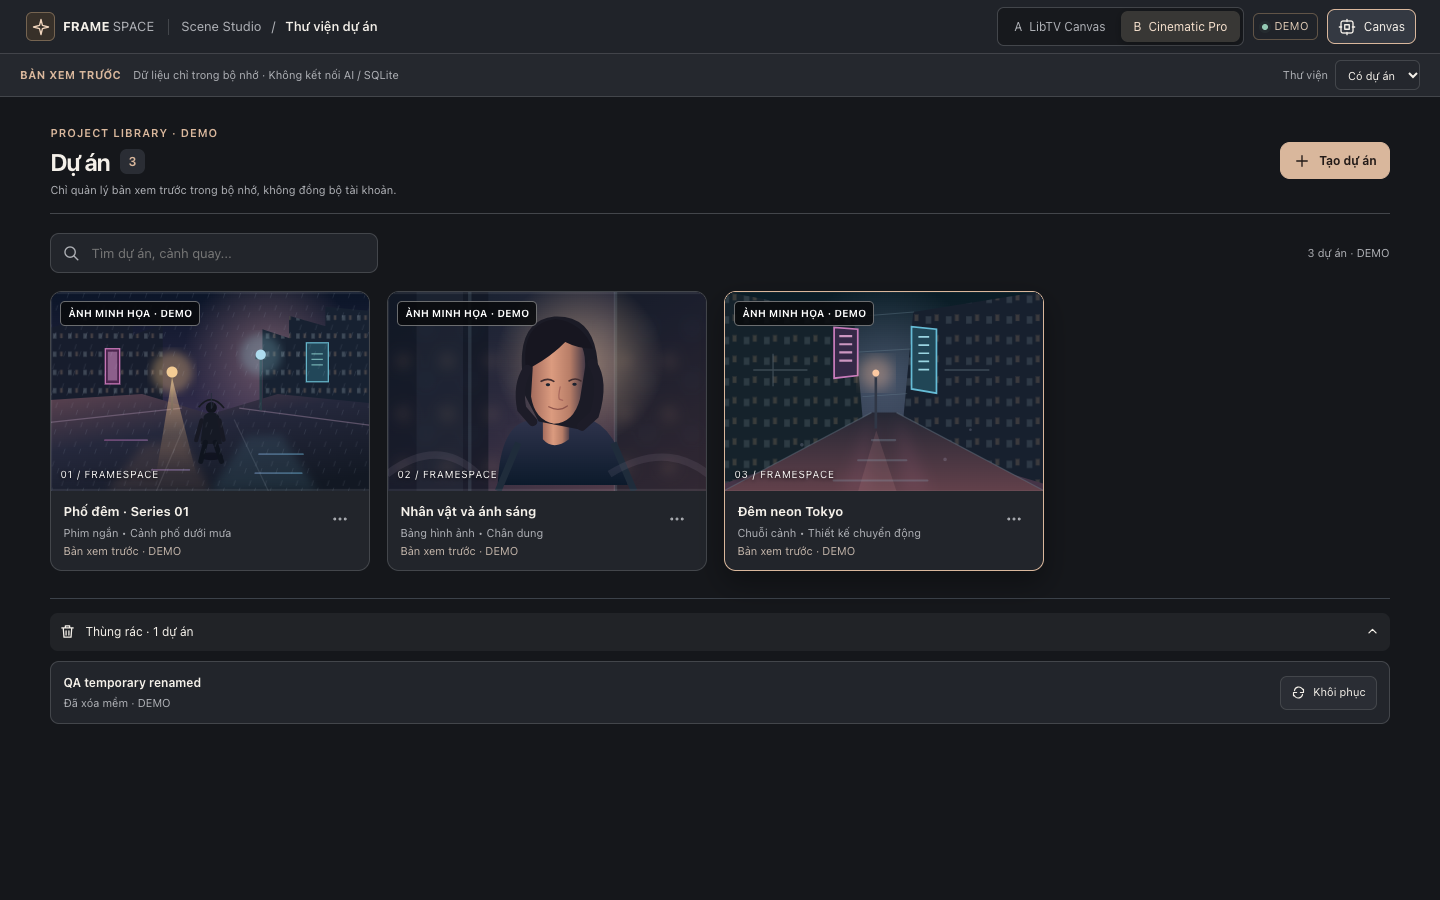 FRAME SPACE
Scene Studio / Thư viện dự án
A LibTV Canvas
B Cinematic Pro
DEMO
Canvas
BẢN XEM TRƯỚC
Dữ liệu chỉ trong bộ nhớ · Không kết nối AI / SQLite
Thư viện
Có dự án
PROJECT LIBRARY · DEMO
Dự án 3
Chỉ quản lý bản xem trước trong bộ nhớ, không đồng bộ tài khoản.
Tạo dự án
Tìm dự án, cảnh quay...
3 dự án · DEMO
ẢNH MINH HỌA · DEMO
01 / FRAMESPACE
Phố đêm · Series 01
Phim ngắn • Cảnh phố dưới mưa
Bản xem trước · DEMO
ẢNH MINH HỌA · DEMO
02 / FRAMESPACE
Nhân vật và ánh sáng
Bảng hình ảnh • Chân dung
Bản xem trước · DEMO
ẢNH MINH HỌA · DEMO
03 / FRAMESPACE
Đêm neon Tokyo
Chuỗi cảnh • Thiết kế chuyển động
Bản xem trước · DEMO
Thùng rác · 1 dự án
QA temporary renamed
Đã xóa mềm · DEMO
Khôi phục